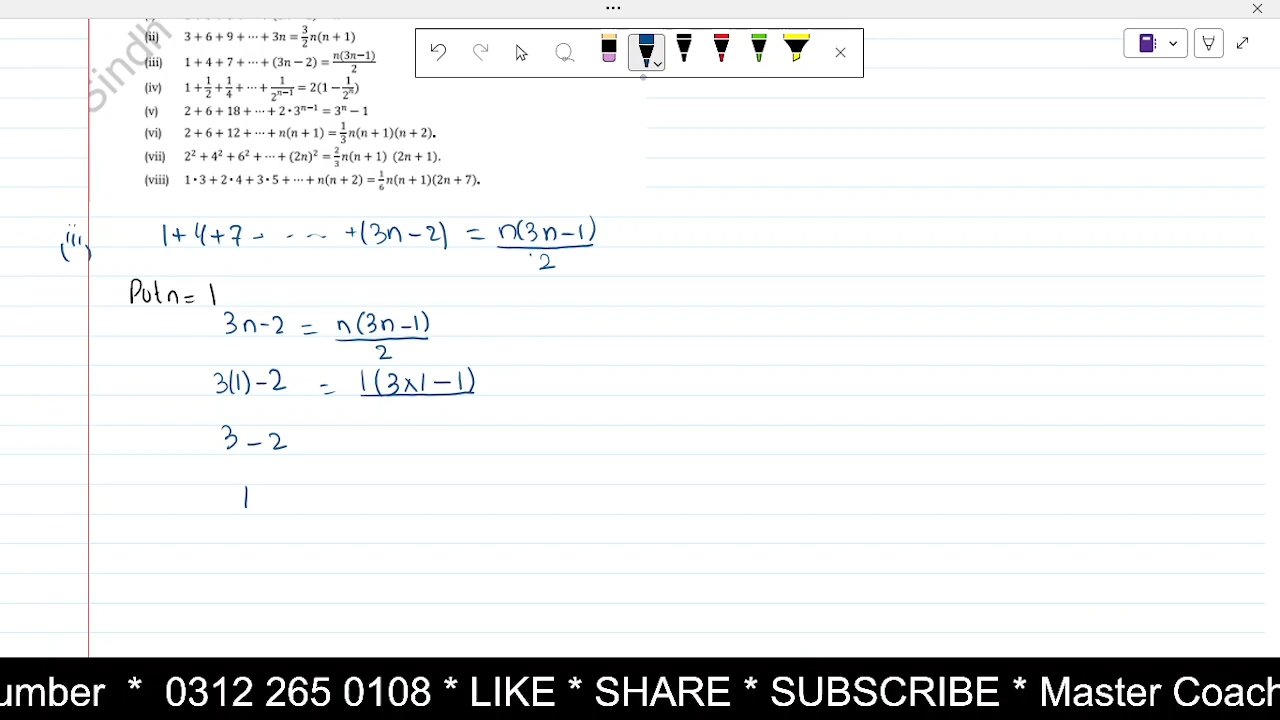 Sindh
(ii) 3 + 6 + 9 + ⋯ + 3n = 3/2 n(n + 1)
(iii) 1 + 4 + 7 + ⋯ + (3n − 2) = n(3n−1)/2
(iv) 1 + 1/2 + 1/4 + ⋯ + 1/2^(n−1) = 2(1 − 1/2^n)
(v) 2 + 6 + 18 + ⋯ + 2 • 3^(n−1) = 3^n − 1
(vi) 2 + 6 + 12 + ⋯ + n(n + 1) = 1/3 n(n + 1)(n + 2).
(vii) 2² + 4² + 6² + ⋯ + (2n)² = 2/3 n(n + 1) (2n + 1).
(viii) 1 • 3 + 2 • 4 + 3 • 5 + ⋯ + n(n + 2) = 1/6 n(n + 1)(2n + 7).
(iii) 1 + 4 + 7 - - - - + (3n − 2) = n(3n − 1)/2
Put n = 1
3n − 2 = n(3n − 1)/2
3(1) − 2 = 1(3×1 − 1)
3 − 2
1
umber * 0312 265 0108 * LIKE * SHARE * SUBSCRIBE * Master Coach